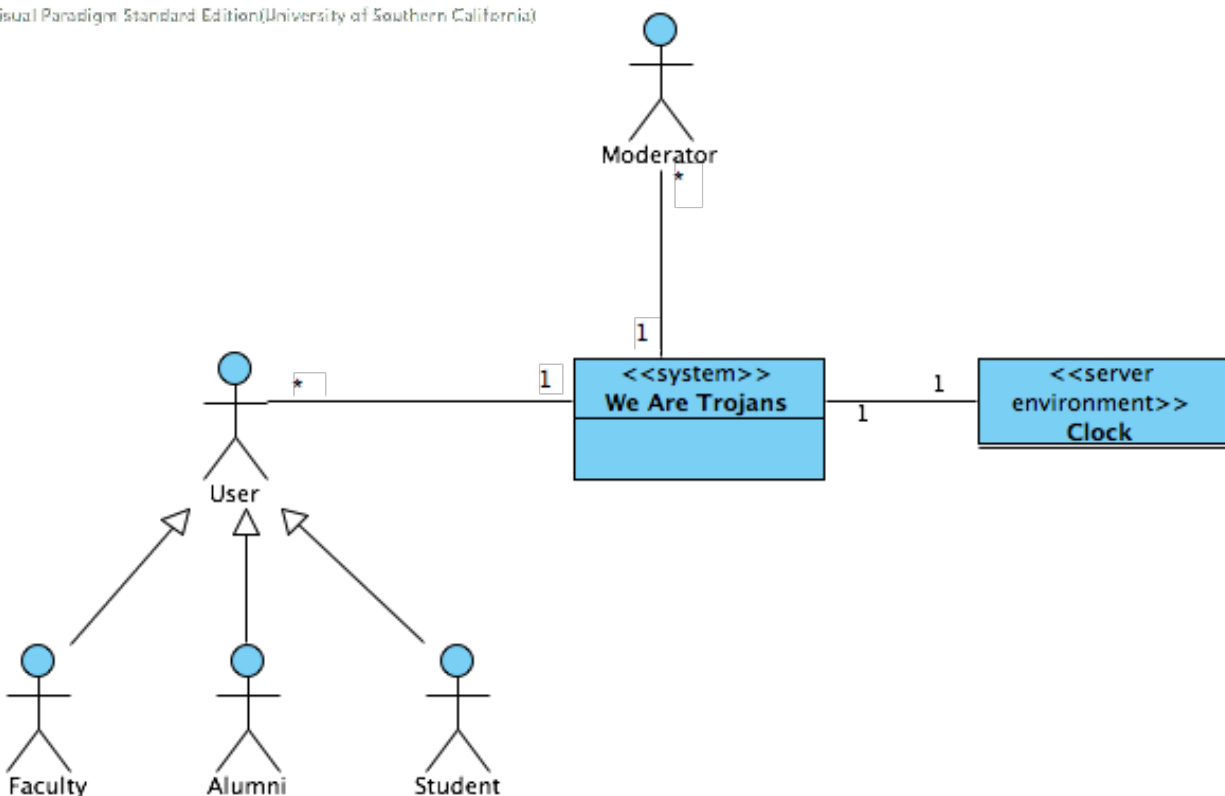 isual Paradigm Standard Edition(University of Southern California)
Moderator
*
1
*
1
<<system>>
We Are Trojans
1
1
<<server
environment>>
Clock
User
Faculty
Alumni
Student